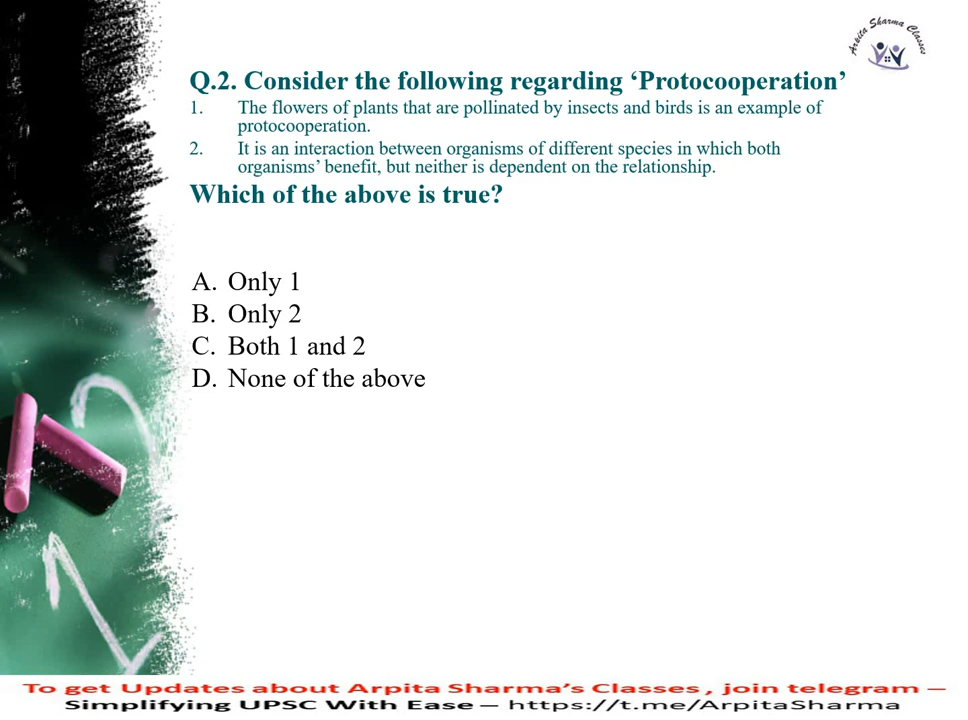 Arpita Sharma Classes
Q.2. Consider the following regarding ‘Protocooperation’
1. The flowers of plants that are pollinated by insects and birds is an example of
protocooperation.
2. It is an interaction between organisms of different species in which both
organisms’ benefit, but neither is dependent on the relationship.
Which of the above is true?
A. Only 1
B. Only 2
C. Both 1 and 2
D. None of the above
To get Updates about Arpita Sharma’s Classes , join telegram –
Simplifying UPSC With Ease – https://t.me/ArpitaSharma